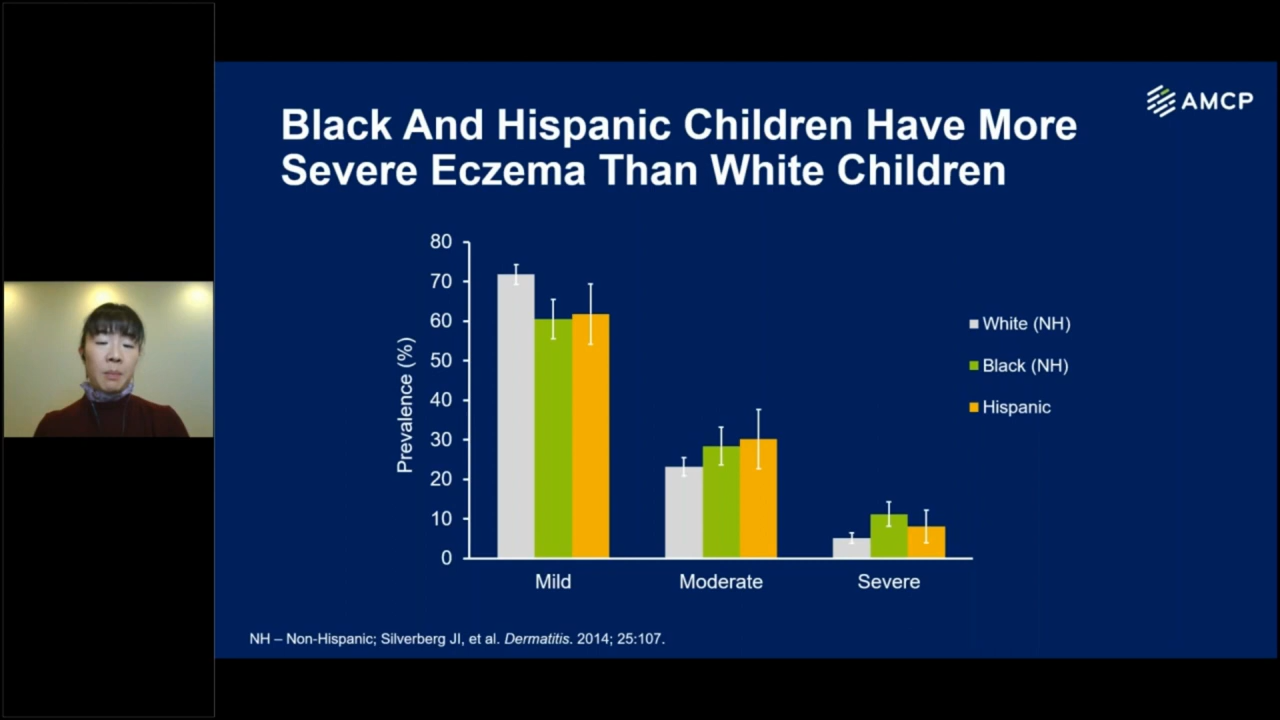 AMCP
Black And Hispanic Children Have More
Severe Eczema Than White Children
80
70
60
50
40
30
20
10
0
Prevalence (%)
Mild
Moderate
Severe
White (NH)
Black (NH)
Hispanic
NH – Non-Hispanic; Silverberg JI, et al. Dermatitis. 2014; 25:107.